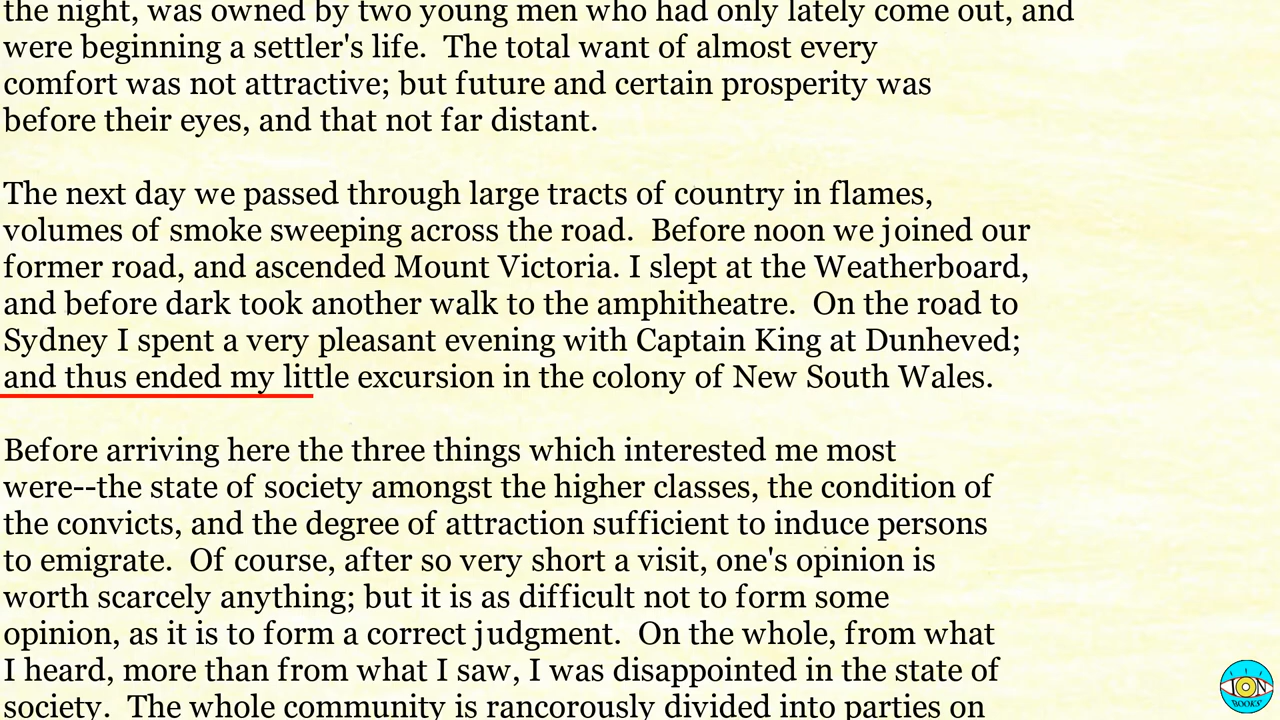 the night, was owned by two young men who had only lately come out, and
were beginning a settler's life.  The total want of almost every
comfort was not attractive; but future and certain prosperity was
before their eyes, and that not far distant.

The next day we passed through large tracts of country in flames,
volumes of smoke sweeping across the road.  Before noon we joined our
former road, and ascended Mount Victoria. I slept at the Weatherboard,
and before dark took another walk to the amphitheatre.  On the road to
Sydney I spent a very pleasant evening with Captain King at Dunheved;
and thus ended my little excursion in the colony of New South Wales.

Before arriving here the three things which interested me most
were--the state of society amongst the higher classes, the condition of
the convicts, and the degree of attraction sufficient to induce persons
to emigrate.  Of course, after so very short a visit, one's opinion is
worth scarcely anything; but it is as difficult not to form some
opinion, as it is to form a correct judgment.  On the whole, from what
I heard, more than from what I saw, I was disappointed in the state of
society.  The whole community is rancorously divided into parties on
ION
BOOKS